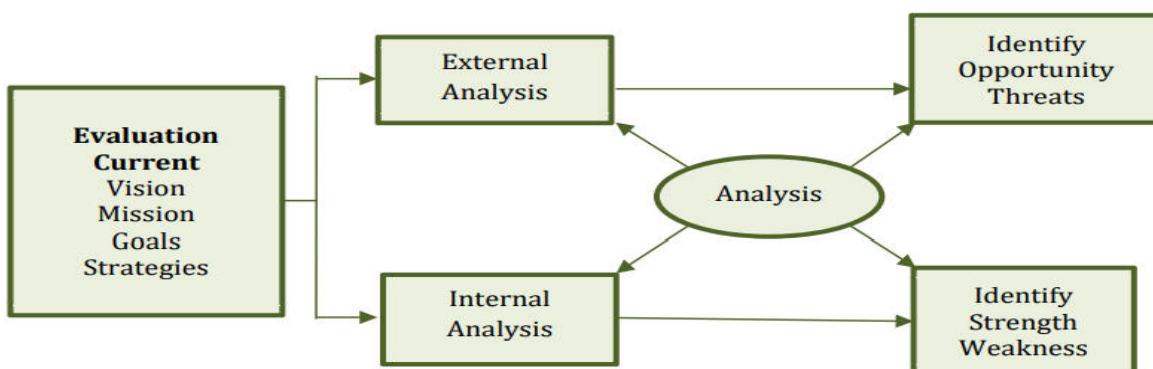 Evaluation
Current
Vision
Mission
Goals
Strategies
External
Analysis
Identify
Opportunity
Threats
Analysis
Internal
Analysis
Identify
Strength
Weakness